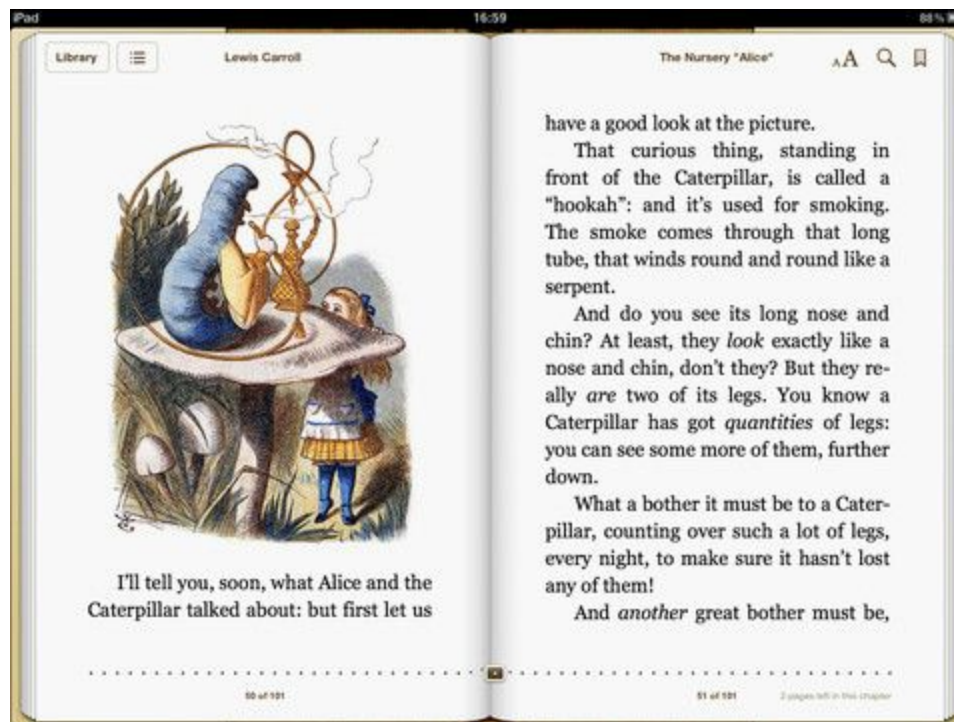 iPad
16:59
88%
Library
Lewis Carroll
The Nursery "Alice"
AA
I'll tell you, soon, what Alice and the
Caterpillar talked about: but first let us
50 of 101
have a good look at the picture.
That curious thing, standing in
front of the Caterpillar, is called a
“hookah”: and it's used for smoking.
The smoke comes through that long
tube, that winds round and round like a
serpent.
And do you see its long nose and
chin? At least, they look exactly like a
nose and chin, don't they? But they re-
ally are two of its legs. You know a
Caterpillar has got quantities of legs:
you can see some more of them, further
down.
What a bother it must be to a Cater-
pillar, counting over such a lot of legs,
every night, to make sure it hasn't lost
any of them!
And another great bother must be,
51 of 101
2 pages left in this chapter